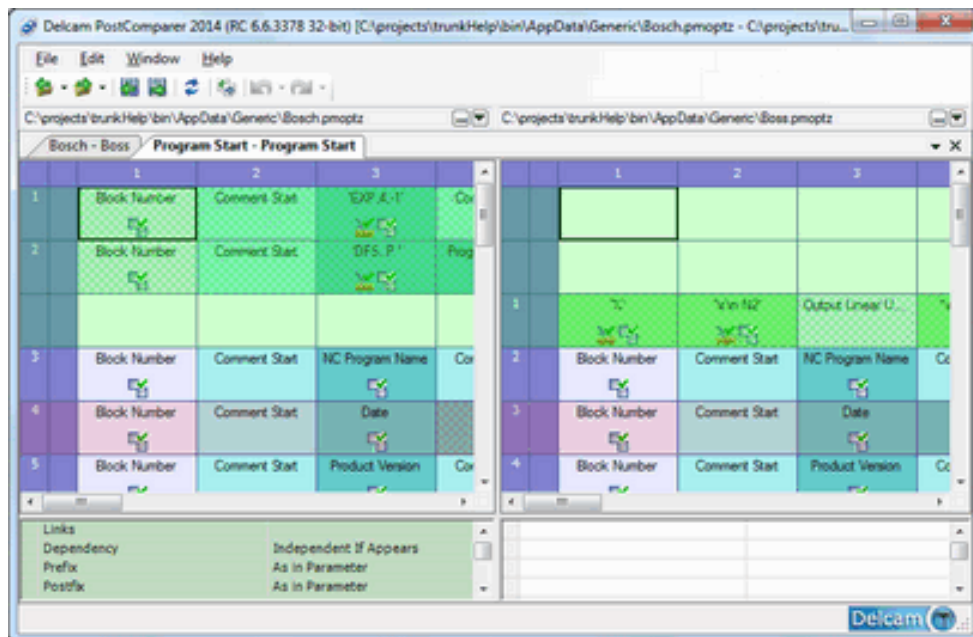 Delcam PostComparer 2014 (RC 6.6.3378 32-bit) [C:\projects\trunkHelp\bin\AppData\Generic\Bosch.pmoptz - C:\projects\tru...
File Edit Window Help
C:\projects\trunkHelp\bin\AppData\Generic\Bosch.pmoptz C:\projects\trunkHelp\bin\AppData\Generic\Boss.pmoptz
Bosch - Boss Program Start - Program Start
1 2 3 1 2 3
1 Block Number Comment Start Co
2 Block Number Comment Start 'DFS, P ' Prog
1 '%' Output Linear U...
3 Block Number Comment Start NC Program Name Co 2 Block Number Comment Start NC Program Name Co
4 Block Number Comment Start Date 3 Block Number Comment Start Date
5 Block Number Comment Start Product Version Co 4 Block Number Comment Start Product Version Co
Links
Dependency Independent If Appears
Prefix As in Parameter
Postfix As in Parameter
Delcam